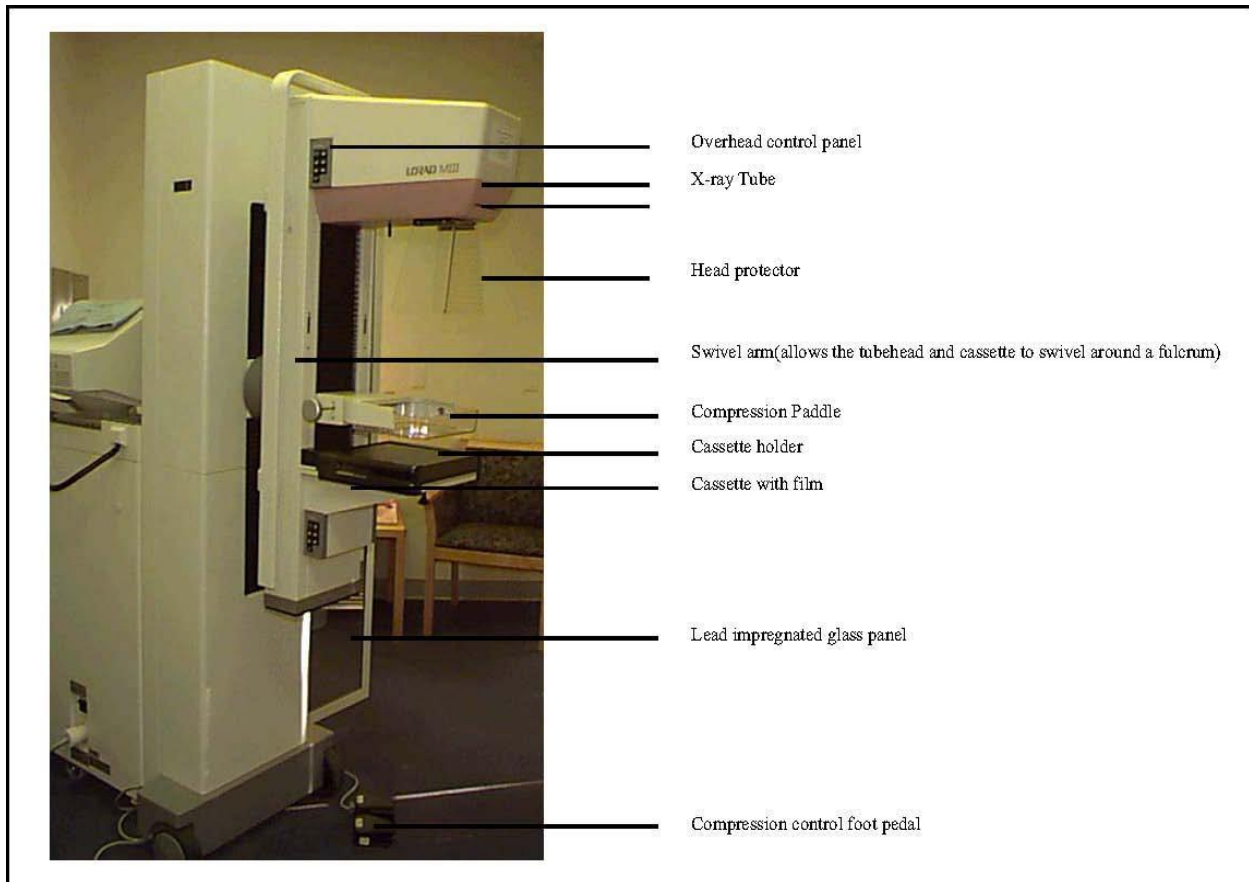 Overhead control panel
LORAD MIII
X-ray Tube
Head protector
Swivel arm(allows the tubehead and cassette to swivel around a fulcrum)
Compression Paddle
Cassette holder
Cassette with film
Lead impregnated glass panel
Compression control foot pedal